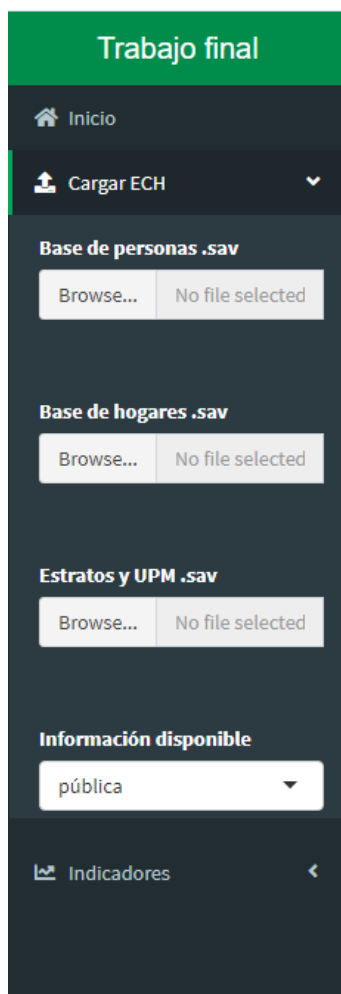 Trabajo final
Inicio
Cargar ECH
Base de personas .sav
Browse... No file selected
Base de hogares .sav
Browse... No file selected
Estratos y UPM .sav
Browse... No file selected
Información disponible
pública
Indicadores